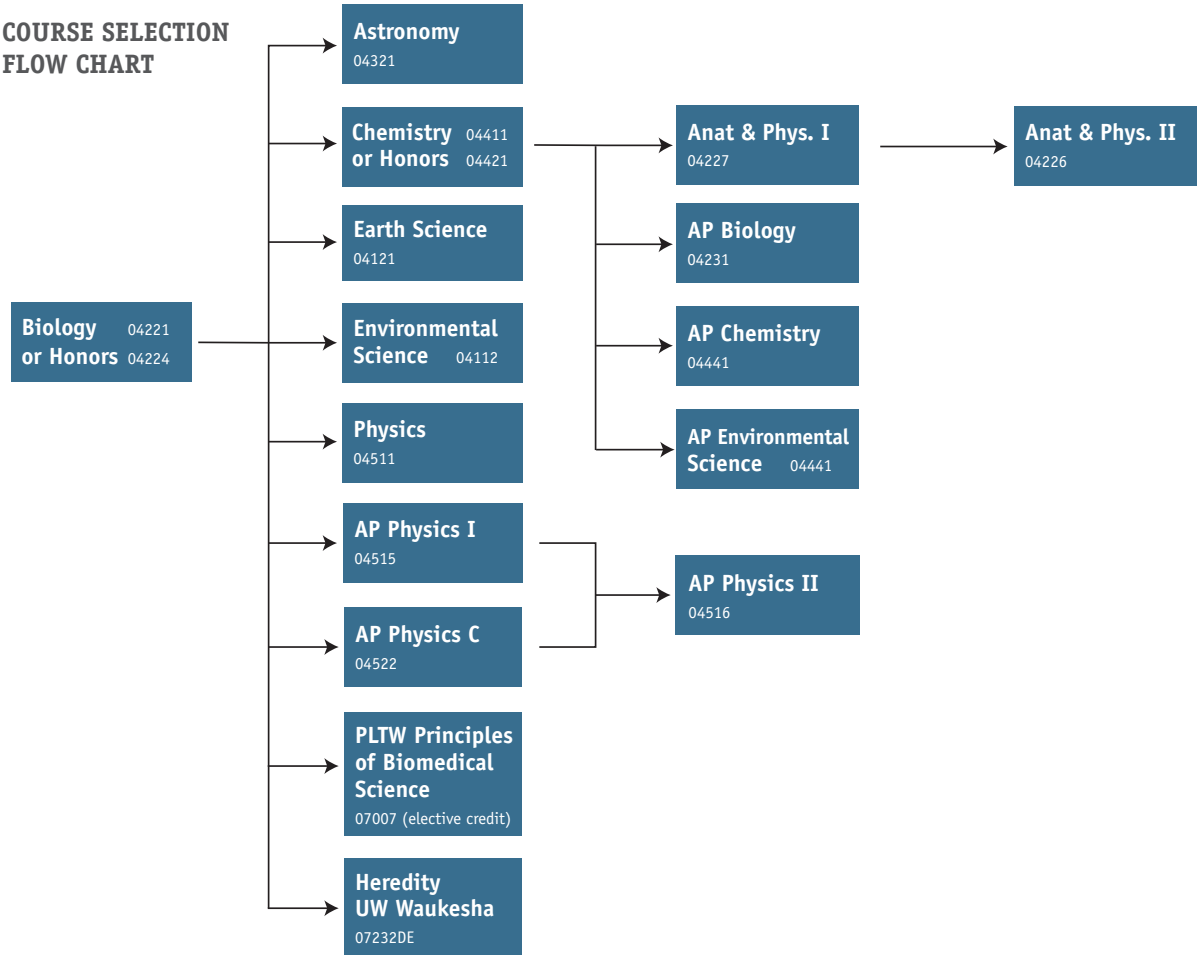 COURSE SELECTION
FLOW CHART
Biology 04221
or Honors 04224
Astronomy
04321
Chemistry 04411
or Honors 04421
Earth Science
04121
Environmental
Science 04112
Physics
04511
AP Physics I
04515
AP Physics C
04522
PLTW Principles
of Biomedical
Science
07007 (elective credit)
Heredity
UW Waukesha
07232DE
Anat & Phys. I
04227
AP Biology
04231
AP Chemistry
04441
AP Environmental
Science 04441
AP Physics II
04516
Anat & Phys. II
04226